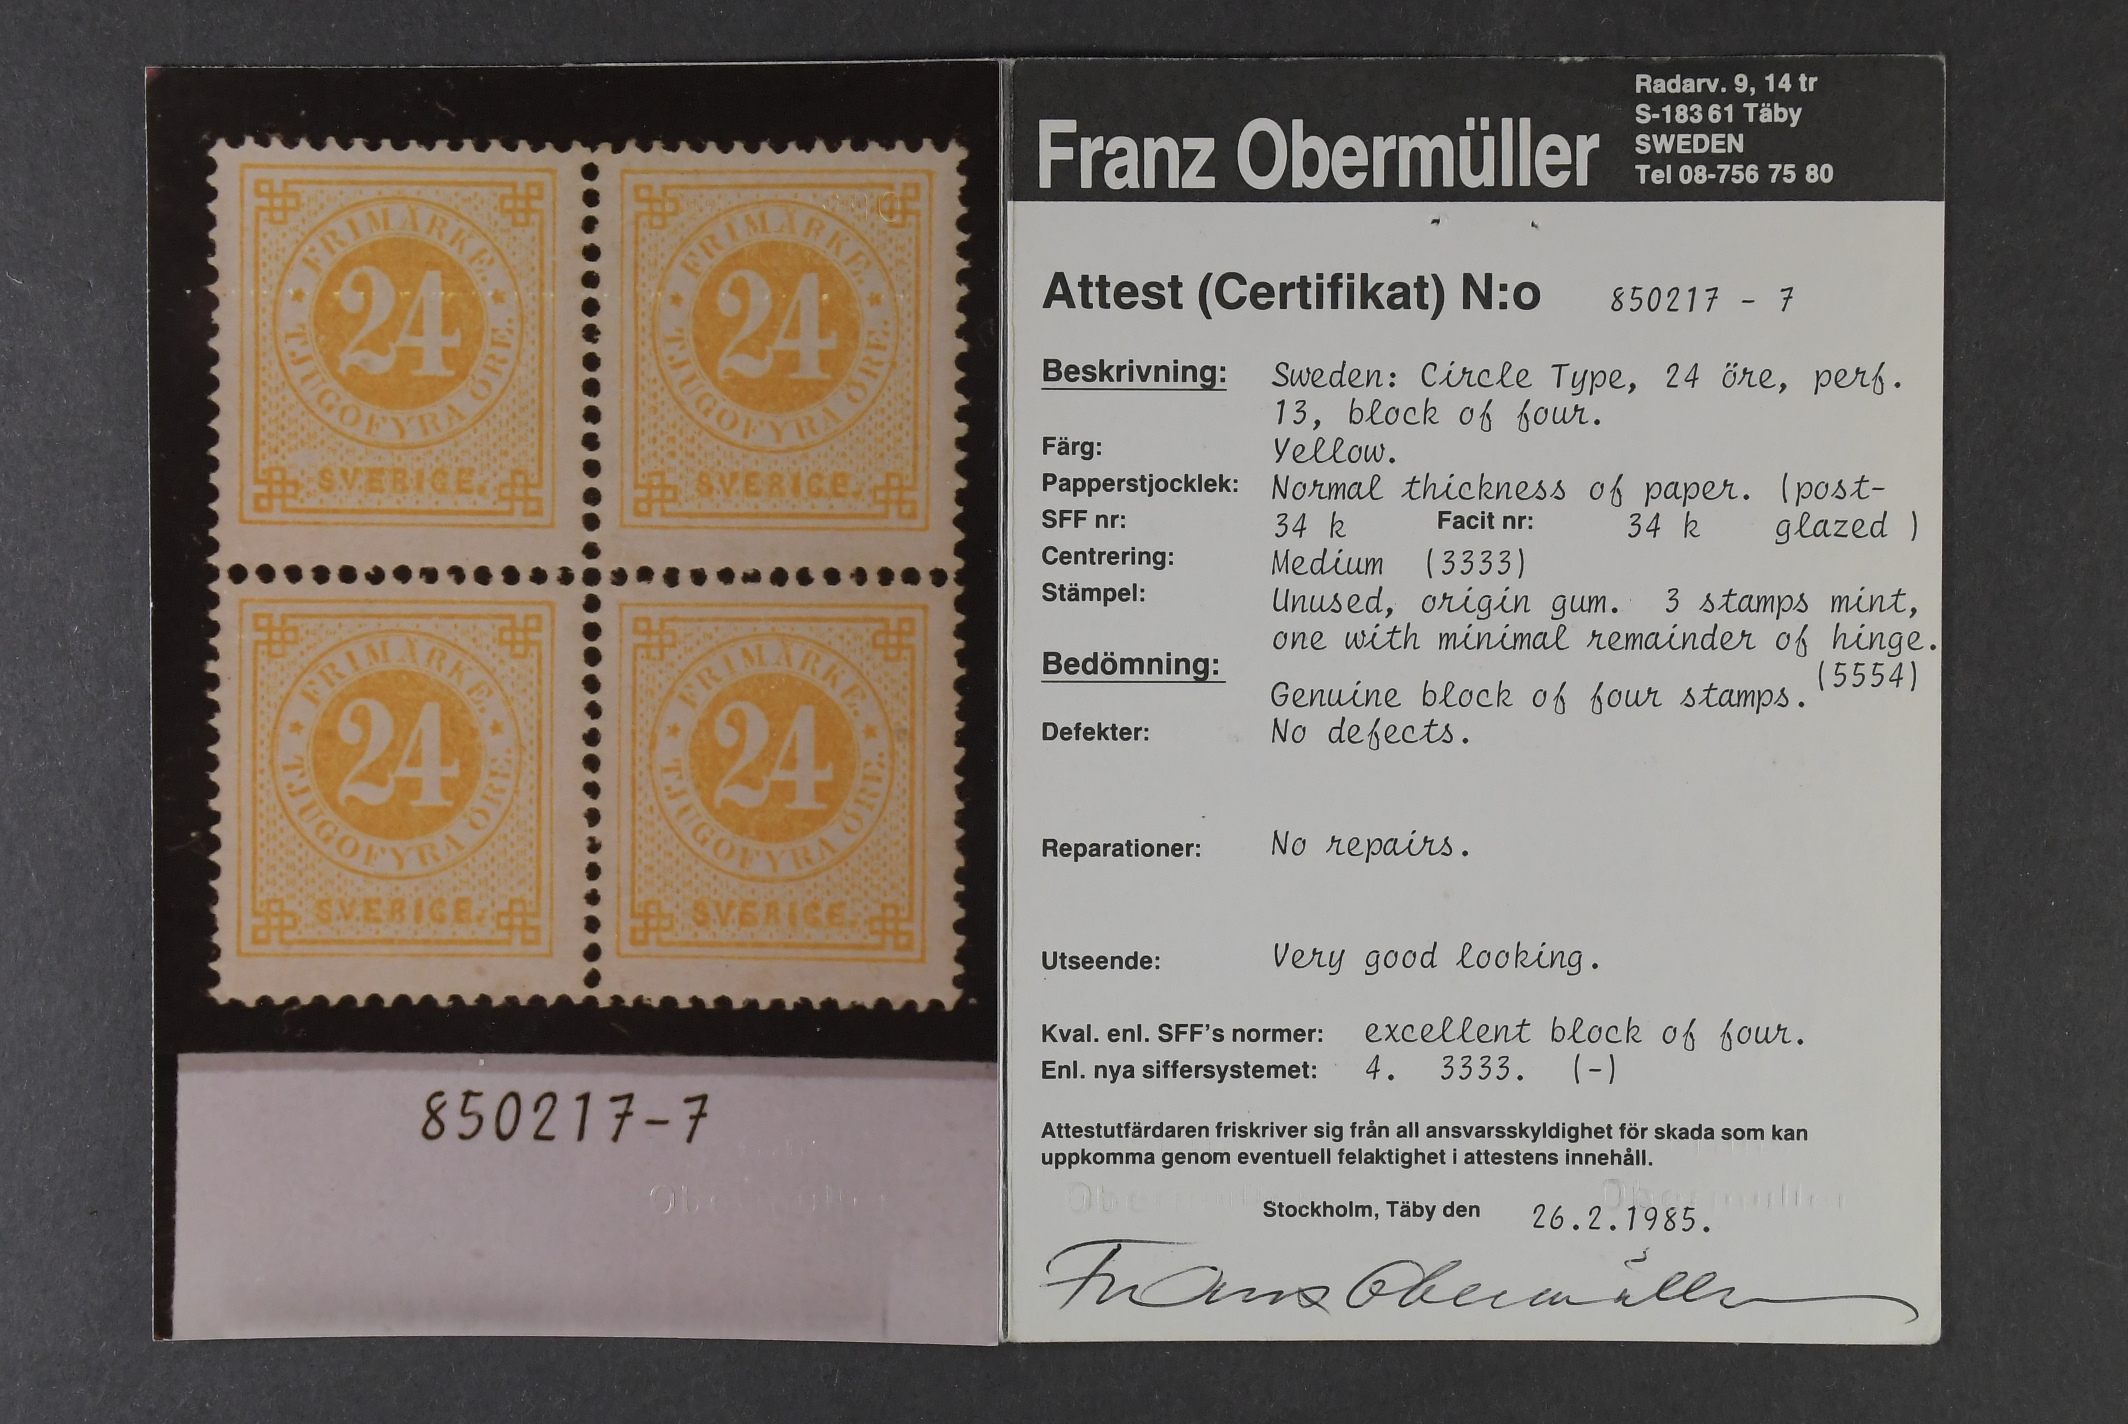 FRIMÄRKE.
24
TJUGOFYRA ÖRE.
SVERIGE.
FRIMÄRKE.
24
TJUGOFYRA ÖRE.
SVERIGE.
FRIMÄRKE.
24
TJUGOFYRA ÖRE.
SVERIGE.
FRIMÄRKE.
24
TJUGOFYRA ÖRE.
SVERIGE.
850217-7
Obermüller
Franz Obermüller
Radarv. 9, 14 tr
S-183 61 Täby
SWEDEN
Tel 08-756 75 80
Attest (Certifikat) N:o 850217 - 7
Beskrivning: Sweden: Circle Type, 24 öre, perf.
13, block of four.
Färg: Yellow.
Papperstjocklek: Normal thickness of paper. (post-
SFF nr: 34 k Facit nr: 34 k glazed )
Centrering: Medium (3333)
Stämpel: Unused, origin gum. 3 stamps mint,
one with minimal remainder of hinge.
(5554)
Bedömning: Genuine block of four stamps.
Defekter: No defects.
Reparationer: No repairs.
Utseende: Very good looking.
Kval. enl. SFF's normer: excellent block of four.
Enl. nya siffersystemet: 4. 3333. (-)
Attestutfärdaren friskriver sig från all ansvarsskyldighet för skada som kan
uppkomma genom eventuell felaktighet i attestens innehåll.
Obermüller Obermüller
Stockholm, Täby den 26.2.1985.
Franz Obermüller